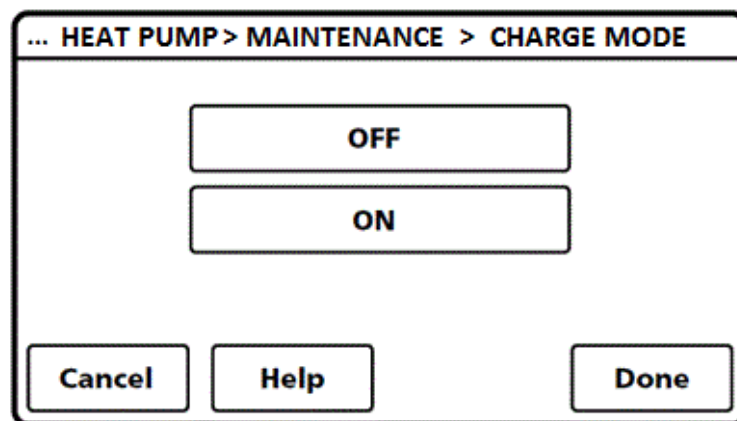 ... HEAT PUMP > MAINTENANCE > CHARGE MODE
OFF
ON
Cancel Help Done